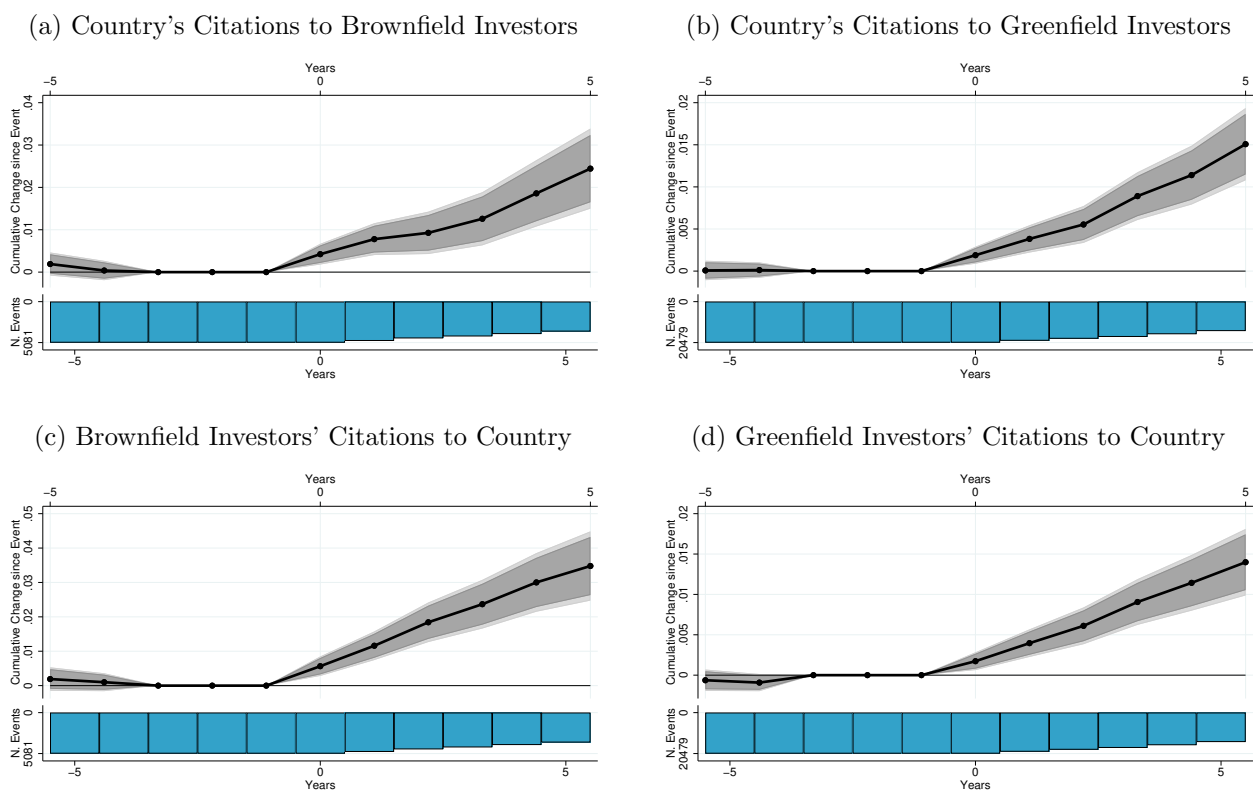 (a) Country's Citations to Brownfield Investors
Years
−5 0 5
Cumulative Change since Event
0 .01 .02 .03 .04
N. Events
0
5081
−5 0 5
Years
(b) Country's Citations to Greenfield Investors
Years
−5 0 5
Cumulative Change since Event
0 .005 .01 .015 .02
N. Events
0
20479
−5 0 5
Years
(c) Brownfield Investors' Citations to Country
Years
−5 0 5
Cumulative Change since Event
0 .01 .02 .03 .04 .05
N. Events
0
5081
−5 0 5
Years
(d) Greenfield Investors' Citations to Country
Years
−5 0 5
Cumulative Change since Event
0 .005 .01 .015 .02
N. Events
0
20479
−5 0 5
Years